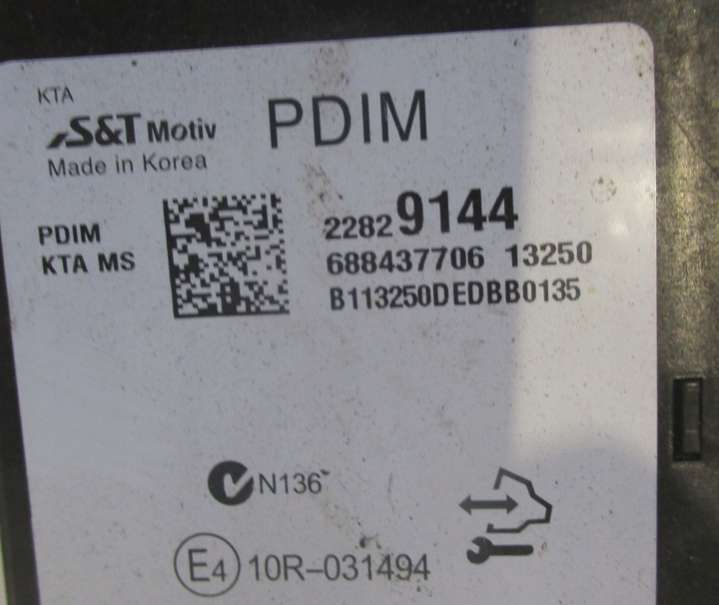 KTA
S&T Motiv PDIM
Made in Korea
PDIM 2282 9144
KTA MS 688437706 13250
B113250DEDBB0135
N136
E4 10R-031494